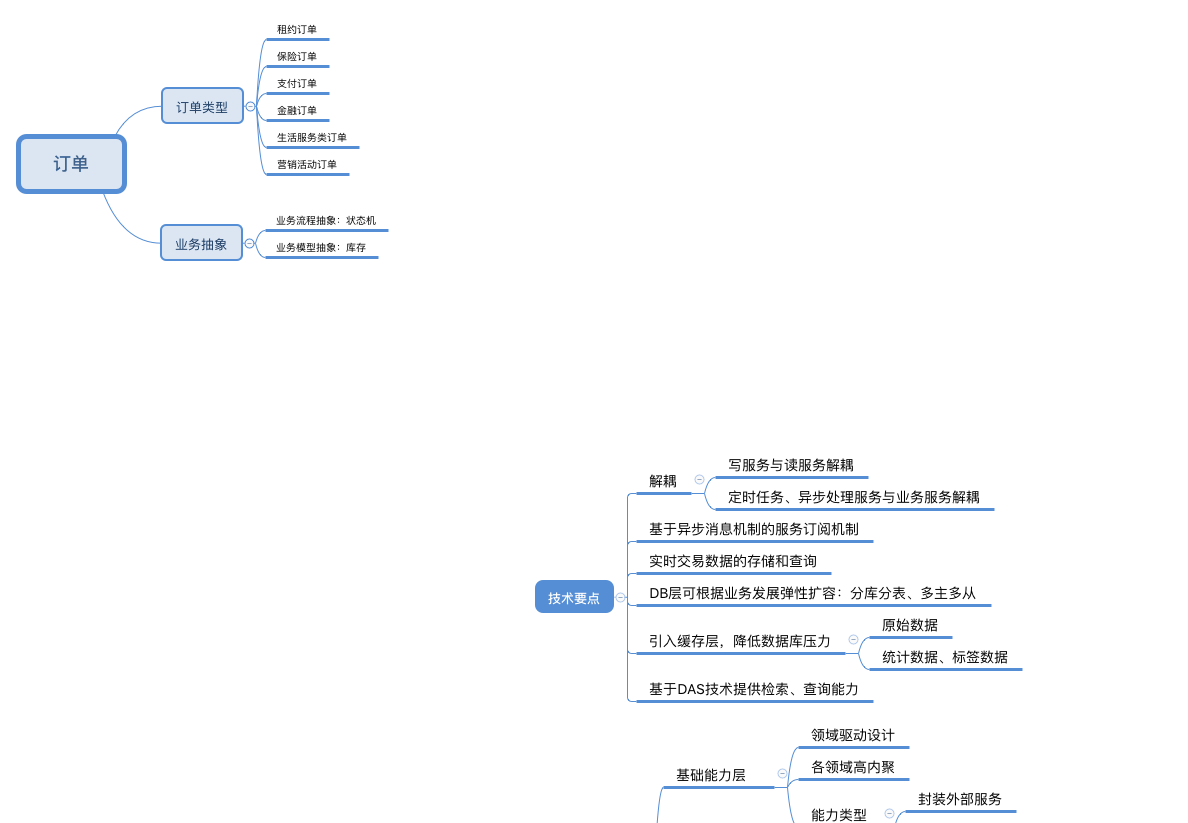 订单
订单类型
租约订单
保险订单
支付订单
金融订单
生活服务类订单
营销活动订单
业务抽象
业务流程抽象：状态机
业务模型抽象：库存
技术要点
解耦
写服务与读服务解耦
定时任务、异步处理服务与业务服务解耦
基于异步消息机制的服务订阅机制
实时交易数据的存储和查询
DB层可根据业务发展弹性扩容：分库分表、多主多从
引入缓存层，降低数据库压力
原始数据
统计数据、标签数据
基于DAS技术提供检索、查询能力
基础能力层
领域驱动设计
各领域高内聚
能力类型
封装外部服务